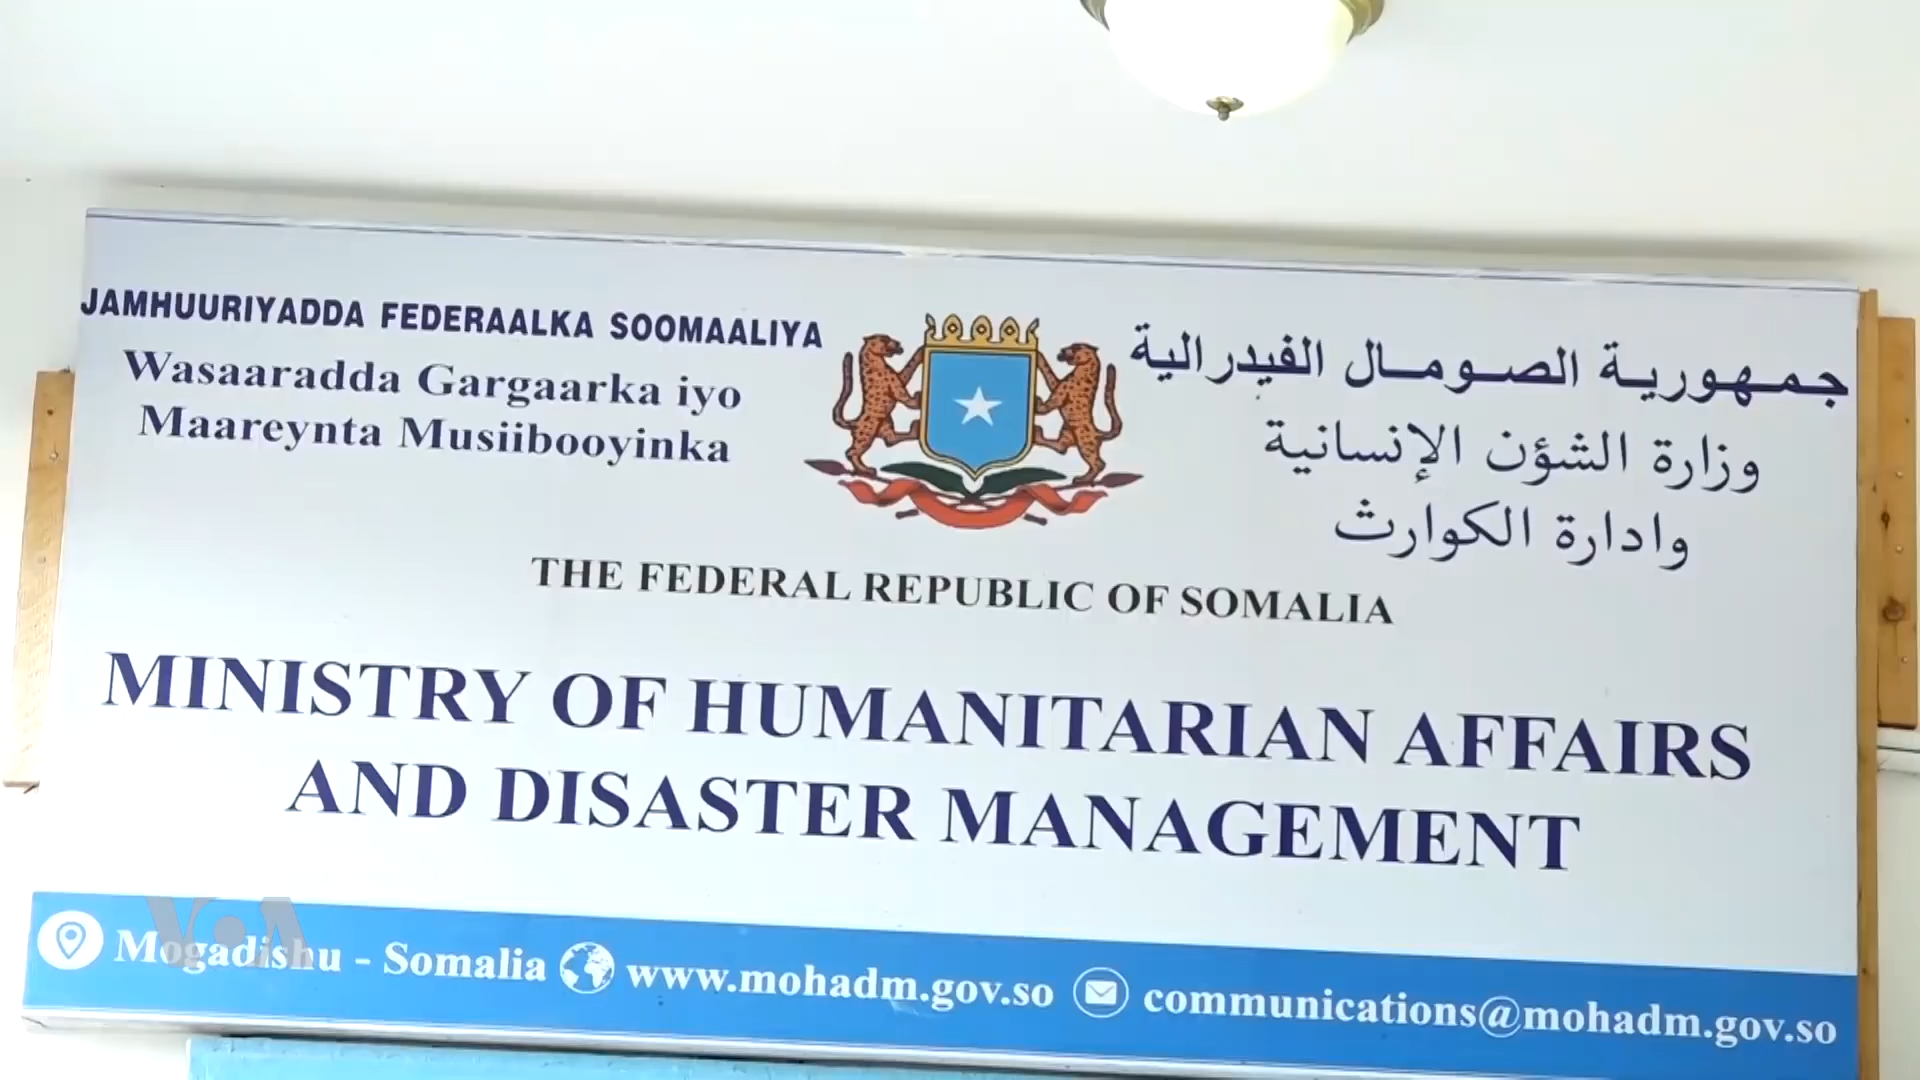 JAMHUURIYADDA FEDERAALKA SOOMAALIYA
Wasaaradda Gargaarka iyo
Maareynta Musiibooyinka
جمهورية الصومال الفيدرالية
وزارة الشؤن الإنسانية
وادارة الكوارث
THE FEDERAL REPUBLIC OF SOMALIA
MINISTRY OF HUMANITARIAN AFFAIRS
AND DISASTER MANAGEMENT
Mogadishu - Somalia www.mohadm.gov.so communications@mohadm.gov.so
VOA